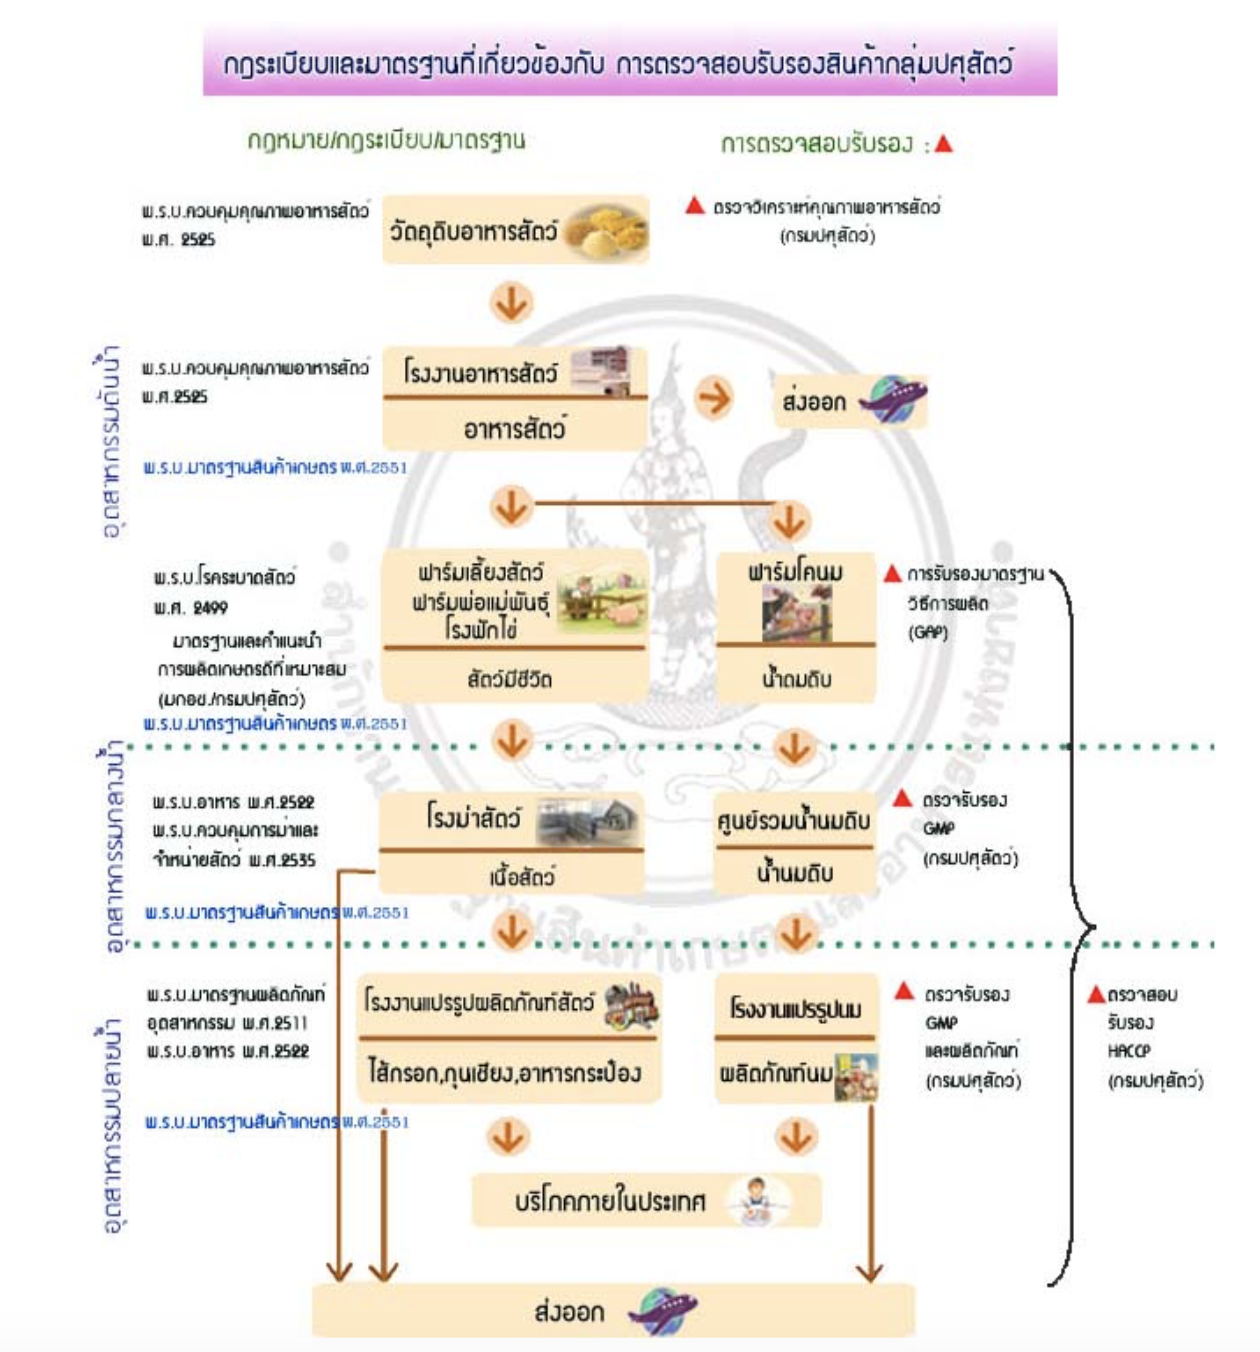 กฎระเบียบและมาตรฐานที่เกี่ยวข้องกับ การตรวจสอบรับรองสินค้ากลุ่มปศุสัตว์
กฎหมาย/กฎระเบียบ/มาตรฐาน
การตรวจสอบรับรอง :
พ.ร.บ.ควบคุมคุณภาพอาหารสัตว์
พ.ศ. 2525
วัตถุดิบอาหารสัตว์
ตรวจวิเคราะห์คุณภาพอาหารสัตว์
(กรมปศุสัตว์)
อุตสาหกรรมต้นน้ำ
พ.ร.บ.ควบคุมคุณภาพอาหารสัตว์
พ.ศ.2525
โรงงานอาหารสัตว์
อาหารสัตว์
ส่งออก
พ.ร.บ.มาตรฐานสินค้าเกษตร พ.ศ.2551
พ.ร.บ.โรคระบาดสัตว์
พ.ศ. 2499
มาตรฐานและคำแนะนำ
การผลิตเกษตรดีที่เหมาะสม
(มกอช./กรมปศุสัตว์)
พ.ร.บ.มาตรฐานสินค้าเกษตร พ.ศ.2551
ฟาร์มเลี้ยงสัตว์
ฟาร์มพ่อแม่พันธุ์
โรงฟักไข่
สัตว์มีชีวิต
ฟาร์มโคนม
น้ำนมดิบ
การรับรองมาตรฐาน
วิธีการผลิต
(GAP)
อุตสาหกรรมกลางน้ำ
พ.ร.บ.อาหาร พ.ศ.2522
พ.ร.บ.ควบคุมการฆ่าและ
จำหน่ายสัตว์ พ.ศ.2535
พ.ร.บ.มาตรฐานสินค้าเกษตร พ.ศ.2551
โรงฆ่าสัตว์
เนื้อสัตว์
ศูนย์รวมน้ำนมดิบ
น้ำนมดิบ
ตรวจรับรอง
GMP
(กรมปศุสัตว์)
อุตสาหกรรมปลายน้ำ
พ.ร.บ.มาตรฐานผลิตภัณฑ์
อุตสาหกรรม พ.ศ.2511
พ.ร.บ.อาหาร พ.ศ.2522
พ.ร.บ.มาตรฐานสินค้าเกษตร พ.ศ.2551
โรงงานแปรรูปผลิตภัณฑ์สัตว์
ไส้กรอก,กุนเชียง,อาหารกระป๋อง
โรงงานแปรรูปนม
ผลิตภัณฑ์นม
ตรวจรับรอง
GMP
และผลิตภัณฑ์
(กรมปศุสัตว์)
ตรวจสอบ
รับรอง
HACCP
(กรมปศุสัตว์)
บริโภคภายในประเทศ
ส่งออก